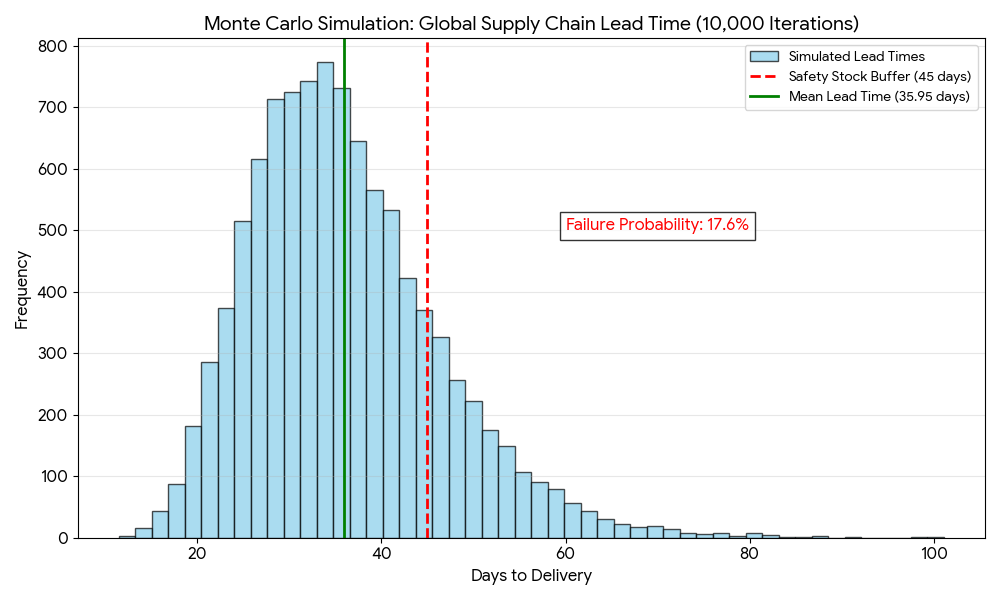 Monte Carlo Simulation: Global Supply Chain Lead Time (10,000 Iterations)
Simulated Lead Times
Safety Stock Buffer (45 days)
Mean Lead Time (35.95 days)
Failure Probability: 17.6%
Frequency
800
700
600
500
400
300
200
100
0
20
40
60
80
100
Days to Delivery